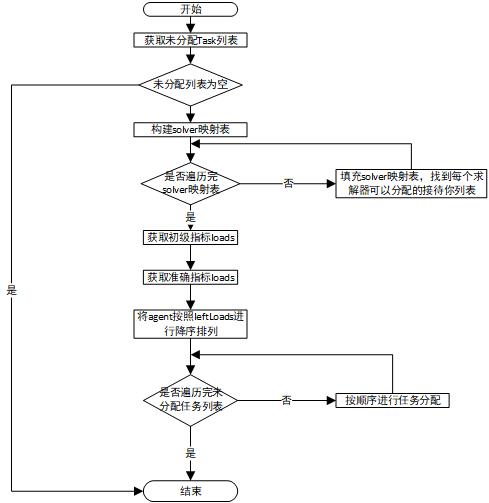 开始
获取未分配Task列表
未分配列表为空
构建solver映射表
是否遍历完
solver映射表
否
填充solver映射表，找到每个求
解器可以分配的接待你列表
是
获取初级指标loads
是
获取准确指标loads
将agent按照leftLoads进
行降序排列
是否遍历完未
分配任务列表
否
按顺序进行任务分配
是
结束